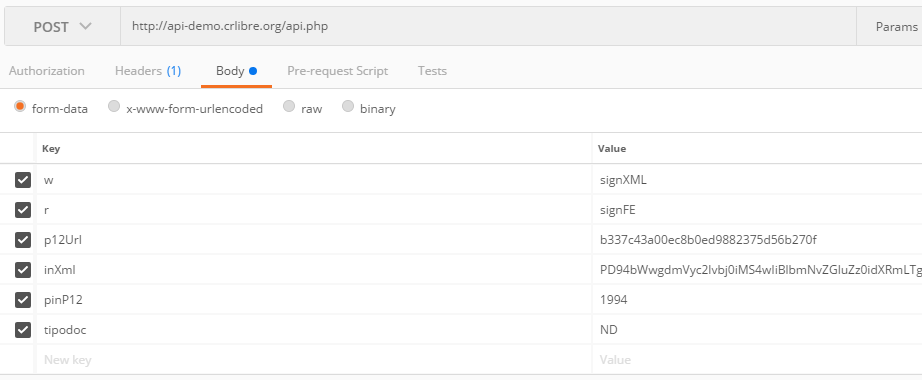 POST http://api-demo.crlibre.org/api.php Params
Authorization Headers (1) Body Pre-request Script Tests
form-data x-www-form-urlencoded raw binary
Key Value
w signXML
r signFE
p12Url b337c43a00ec8b0ed9882375d56b270f
inXml PD94bWwgdmVyc2lvbj0iMS4wIiBlbmNvZGluZz0idXRmLTg
pinP12 1994
tipodoc ND
New key Value